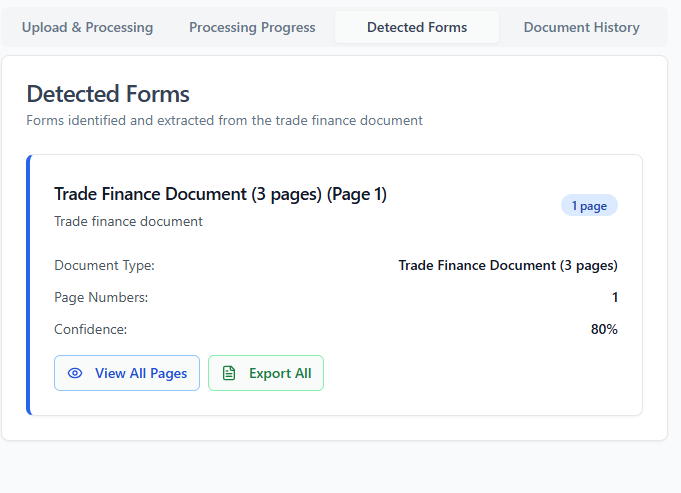 Upload & Processing Processing Progress Detected Forms Document History
Detected Forms
Forms identified and extracted from the trade finance document
Trade Finance Document (3 pages) (Page 1)
1 page
Trade finance document
Document Type: Trade Finance Document (3 pages)
Page Numbers: 1
Confidence: 80%
View All Pages Export All